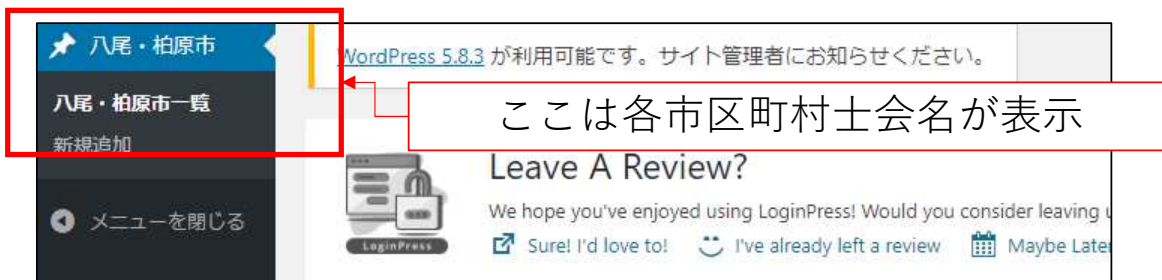 八尾・柏原市
八尾・柏原市一覧
新規追加
メニューを閉じる
WordPress 5.8.3 が利用可能です。サイト管理者にお知らせください。
ここは各市区町村士会名が表示
Leave A Review?
We hope you've enjoyed using LoginPress! Would you consider leaving u
Sure! I'd love to! I've already left a review Maybe Later
LoginPress